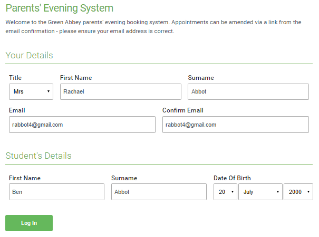 Parents' Evening System
Welcome to the Green Abbey parents' evening booking system. Appointments can be amended via a link from the
email confirmation - please ensure your email address is correct.
Your Details
Title First Name Surname
Mrs Rachael Abbot
Email Confirm Email
rabbot4@gmail.com rabbot4@gmail.com
Student's Details
First Name Surname Date Of Birth
Ben Abbot 20 July 2000
Log In